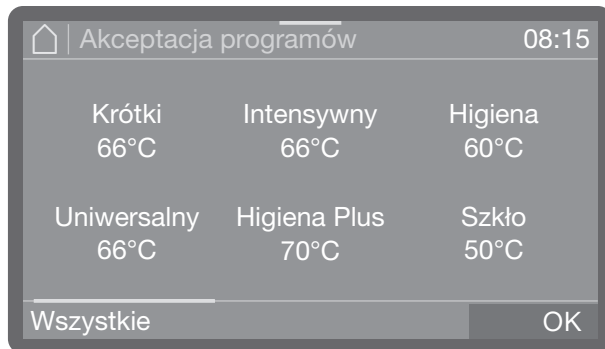 Akceptacja programów 08:15
Krótki Intensywny Higiena
66°C 66°C 60°C
Uniwersalny Higiena Plus Szkło
66°C 70°C 50°C
Wszystkie OK